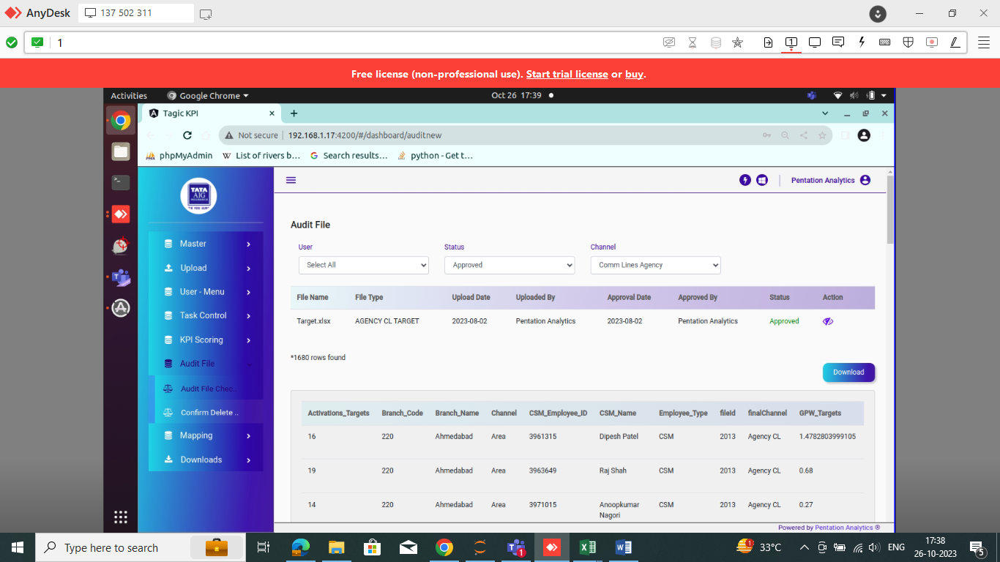 AnyDesk 137 502 311
1
Free license (non-professional use). Start trial license or buy.
Activities Google Chrome Oct 26 17:39
Tagic KPI
Not secure 192.168.1.17:4200/#/dashboard/auditnew
phpMyAdmin List of rivers b... Search results... python - Get t...
TATA
AIG
INSURANCE
Pentation Analytics
Master
Upload
User - Menu
Task Control
KPI Scoring
Audit File
Audit File Chec..
Confirm Delete ..
Mapping
Downloads
Audit File
User Status Channel
Select All Approved Comm Lines Agency
File Name File Type Upload Date Uploaded By Approval Date Approved By Status Action
Target.xlsx AGENCY CL TARGET 2023-08-02 Pentation Analytics 2023-08-02 Pentation Analytics Approved
*1680 rows found
Download
Activations_Targets Branch_Code Branch_Name Channel CSM_Employee_ID CSM_Name Employee_Type fileId finalChannel GPW_Targets
16 220 Ahmedabad Area 3961315 Dipesh Patel CSM 2013 Agency CL 1.4782803999105
19 220 Ahmedabad Area 3963649 Raj Shah CSM 2013 Agency CL 0.68
14 220 Ahmedabad Area 3971015 Anoopkumar CSM 2013 Agency CL 0.27
Nagori
Powered by Pentation Analytics ®
Type here to search 1 1 33°C ENG 17:38
26-10-2023 5